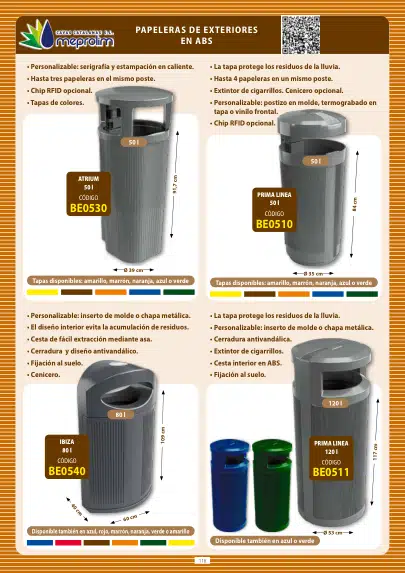 CATAS CATALANAS S.L.
meprolim
PAPELERAS DE EXTERIORES
EN ABS
• Personalizable: serigrafía y estampación en caliente.
• Hasta tres papeleras en el mismo poste.
• Chip RFID opcional.
• Tapas de colores.
50 l
ATRIUM
50 l
CÓDIGO
BE0530
91,7 cm
Ø 39 cm
Tapas disponibles: amarillo, marrón, naranja, azul o verde
• La tapa protege los residuos de la lluvia.
• Hasta 4 papeleras en un mismo poste.
• Extintor de cigarrillos. Cenicero opcional.
• Personalizable: postizo en molde, termograbado en
tapa o vinilo frontal.
• Chip RFID opcional.
50 l
PRIMA LINEA
50 l
CÓDIGO
BE0510
84 cm
Ø 35 cm
Tapas disponibles: amarillo, marrón, naranja, azul o verde
• Personalizable: inserto de molde o chapa metálica.
• El diseño interior evita la acumulación de residuos.
• Cesta de fácil extracción mediante asa.
• Cerradura y diseño antivandálico.
• Fijación al suelo.
• Cenicero.
80 l
IBIZA
80 l
CÓDIGO
BE0540
109 cm
40 cm
60 cm
Disponible también en azul, rojo, marrón, naranja, verde o amarillo
• La tapa protege los residuos de la lluvia.
• Personalizable: inserto de molde o chapa metálica.
• Cerradura antivandálica.
• Extintor de cigarrillos.
• Cesta interior en ABS.
• Fijación al suelo.
120 l
PRIMA LINEA
120 l
CÓDIGO
BE0511
117 cm
Ø 53 cm
Disponible también en azul o verde